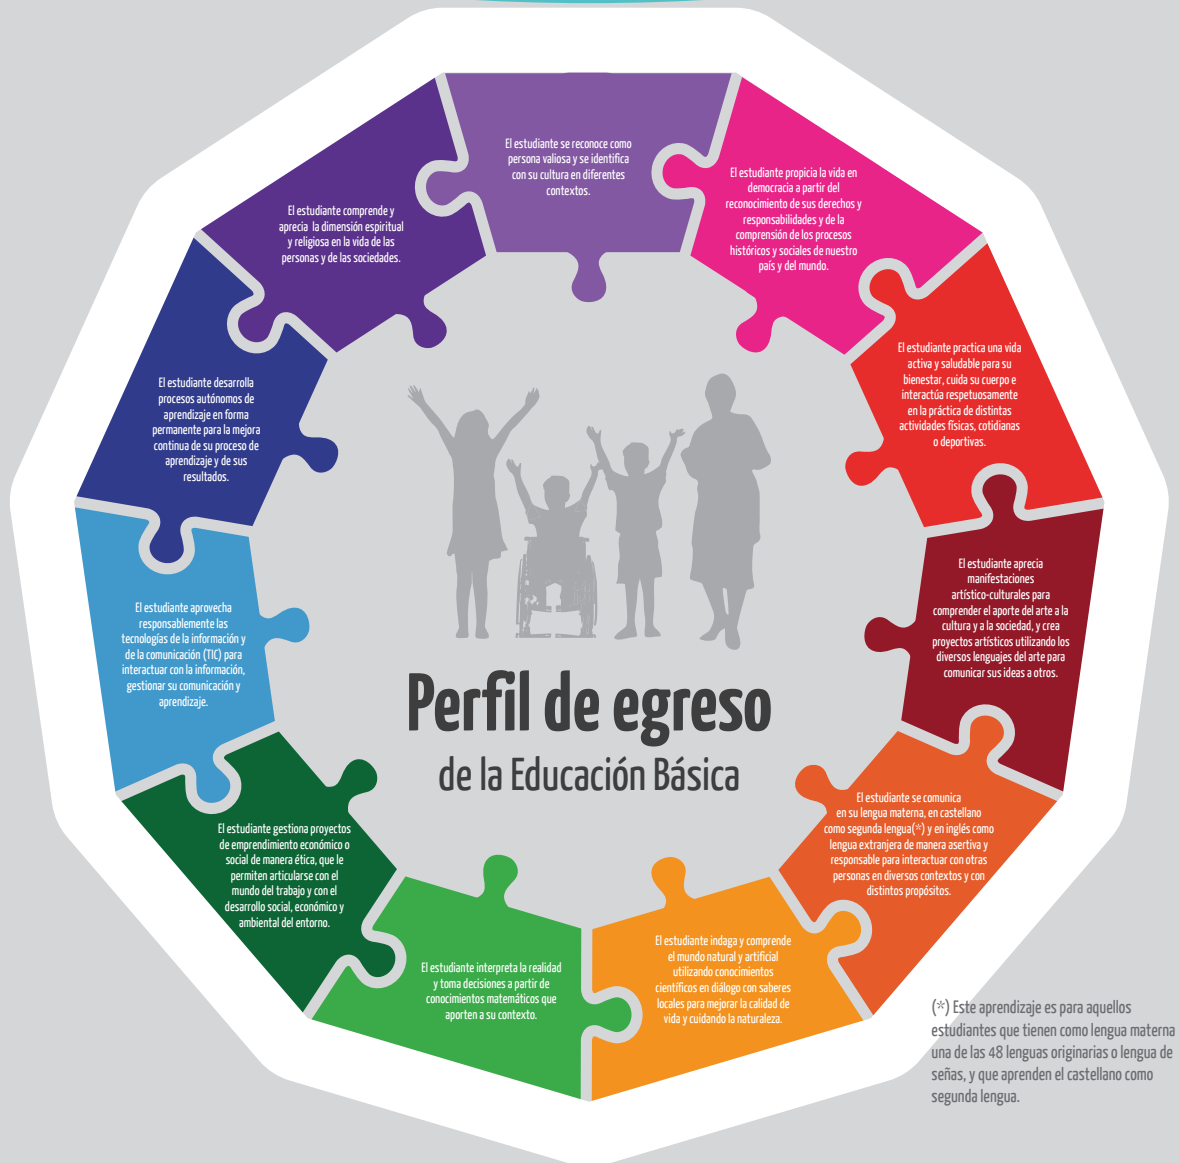 El estudiante se reconoce como
persona valiosa y se identifica
con su cultura en diferentes
contextos.
El estudiante propicia la vida en
democracia a partir del
reconocimiento de sus derechos y
responsabilidades y de la
comprensión de los procesos
históricos y sociales de nuestro
país y del mundo.
El estudiante practica una vida
activa y saludable para su
bienestar, cuida su cuerpo e
interactúa respetuosamente
en la práctica de distintas
actividades físicas, cotidianas
o deportivas.
El estudiante aprecia
manifestaciones
artístico-culturales para
comprender el aporte del arte a la
cultura y a la sociedad, y crea
proyectos artísticos utilizando los
diversos lenguajes del arte para
comunicar sus ideas a otros.
El estudiante se comunica
en su lengua materna, en castellano
como segunda lengua(*) y en inglés como
lengua extranjera de manera asertiva y
responsable para interactuar con otras
personas en diversos contextos y con
distintos propósitos.
El estudiante indaga y comprende
el mundo natural y artificial
utilizando conocimientos
científicos en diálogo con saberes
locales para mejorar la calidad de
vida y cuidando la naturaleza.
El estudiante interpreta la realidad
y toma decisiones a partir de
conocimientos matemáticos que
aporten a su contexto.
El estudiante gestiona proyectos
de emprendimiento económico o
social de manera ética, que le
permiten articularse con el
mundo del trabajo y con el
desarrollo social, económico y
ambiental del entorno.
El estudiante aprovecha
responsablemente las
tecnologías de la información y
de la comunicación (TIC) para
interactuar con la información,
gestionar su comunicación y
aprendizaje.
El estudiante desarrolla
procesos autónomos de
aprendizaje en forma
permanente para la mejora
continua de su proceso de
aprendizaje y de sus
resultados.
El estudiante comprende y
aprecia la dimensión espiritual
y religiosa en la vida de las
personas y de las sociedades.
Perfil de egreso
de la Educación Básica
(*) Este aprendizaje es para aquellos
estudiantes que tienen como lengua materna
una de las 48 lenguas originarias o lengua de
señas, y que aprenden el castellano como
segunda lengua.